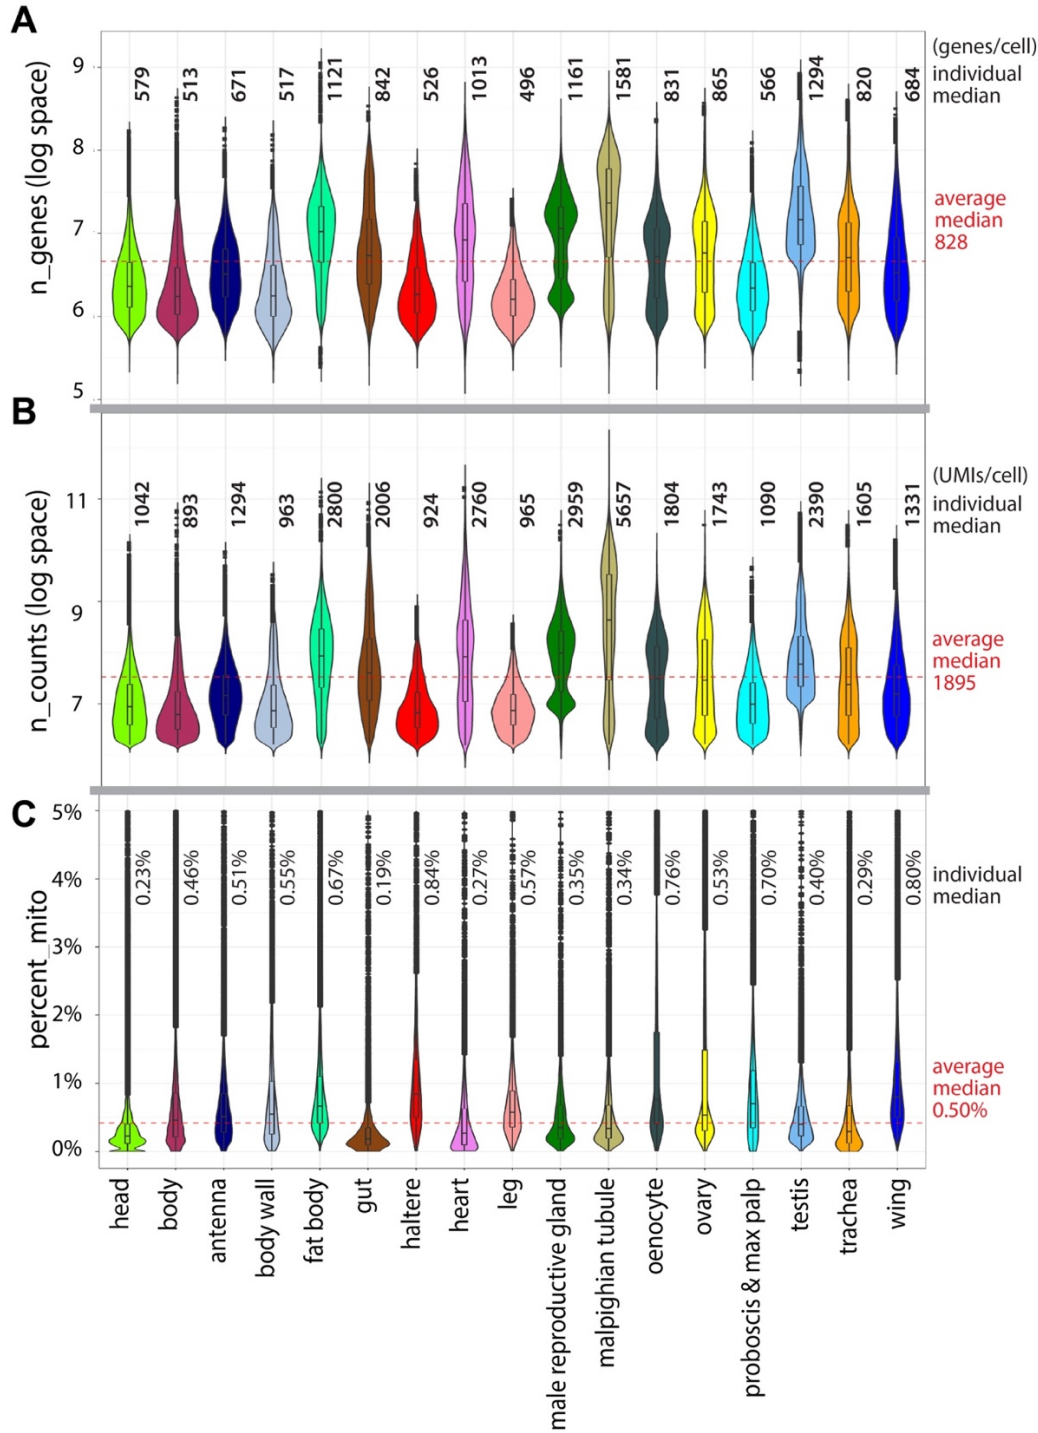 A
n_genes (log space)
9
8
7
6
5
579
513
671
517
1121
842
526
1013
496
1161
1581
831
865
566
1294
820
684
(genes/cell)
individual
median
average
median
828
B
n_counts (log space)
11
9
7
1042
893
1294
963
2800
2006
924
2760
965
2959
5657
1804
1743
1090
2390
1605
1331
(UMIs/cell)
individual
median
average
median
1895
C
percent_mito
5%
4%
3%
2%
1%
0%
0.23%
0.46%
0.51%
0.55%
0.67%
0.19%
0.84%
0.27%
0.57%
0.35%
0.34%
0.76%
0.53%
0.70%
0.40%
0.29%
0.80%
individual
median
average
median
0.50%
head
body
antenna
body wall
fat body
gut
haltere
heart
leg
male reproductive gland
malpighian tubule
oenocyte
ovary
proboscis & max palp
testis
trachea
wing